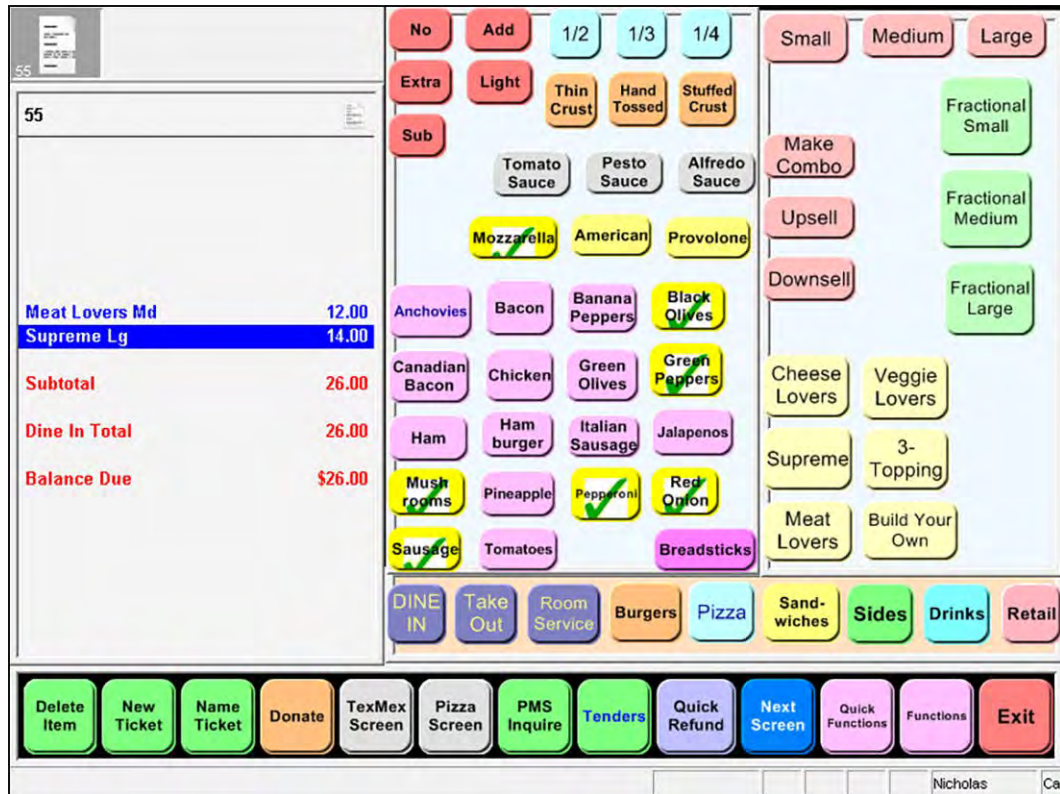 55
55
Meat Lovers Md 12.00
Supreme Lg 14.00
Subtotal 26.00
Dine In Total 26.00
Balance Due $26.00
No Add 1/2 1/3 1/4
Extra Light Thin Crust Hand Tossed Stuffed Crust
Sub
Tomato Sauce Pesto Sauce Alfredo Sauce
Mozzarella American Provolone
Anchovies Bacon Banana Peppers Black Olives
Canadian Bacon Chicken Green Olives Green Peppers
Ham Ham burger Italian Sausage Jalapenos
Mush rooms Pineapple Pepperoni Red Onion
Sausage Tomatoes Breadsticks
Small Medium Large
Fractional Small
Make Combo
Upsell Fractional Medium
Downsell Fractional Large
Cheese Lovers Veggie Lovers
Supreme 3-Topping
Meat Lovers Build Your Own
DINE IN Take Out Room Service Burgers Pizza Sand-wiches Sides Drinks Retail
Delete Item New Ticket Name Ticket Donate TexMex Screen Pizza Screen PMS Inquire Tenders Quick Refund Next Screen Quick Functions Functions Exit
Nicholas Ca